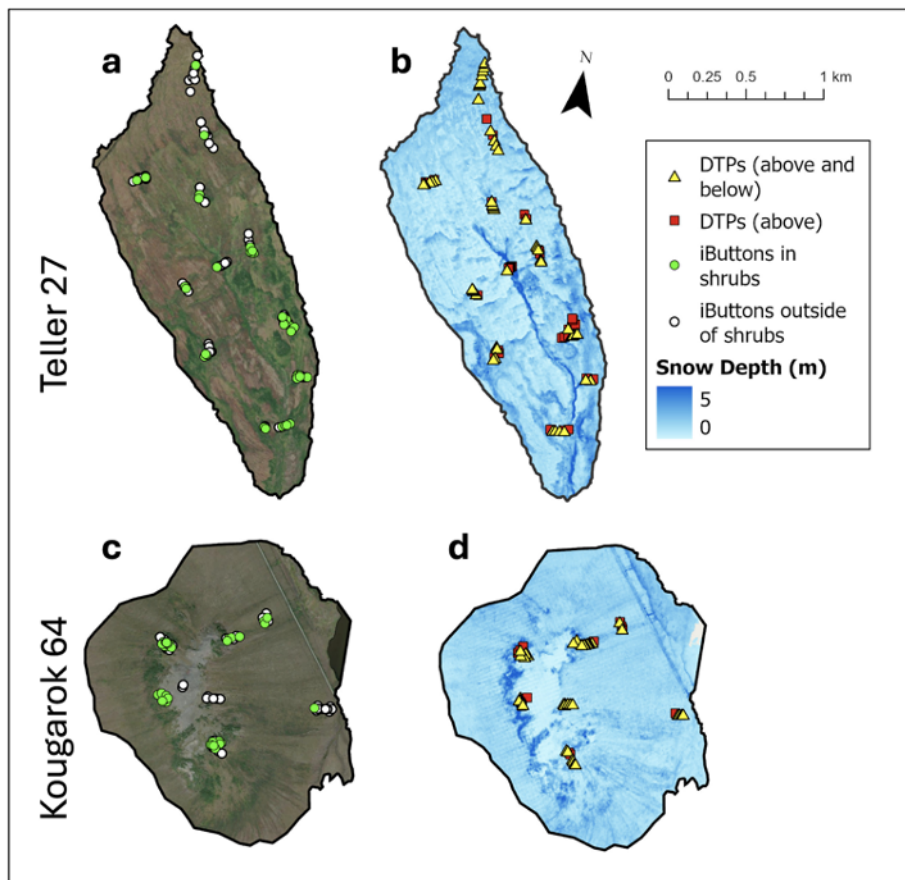 a
b
N
0 0.25 0.5 1 km
DTPs (above and
below)
DTPs (above)
iButtons in
shrubs
iButtons outside
of shrubs
Snow Depth (m)
5
0
Teller 27
c
d
Kougarok 64